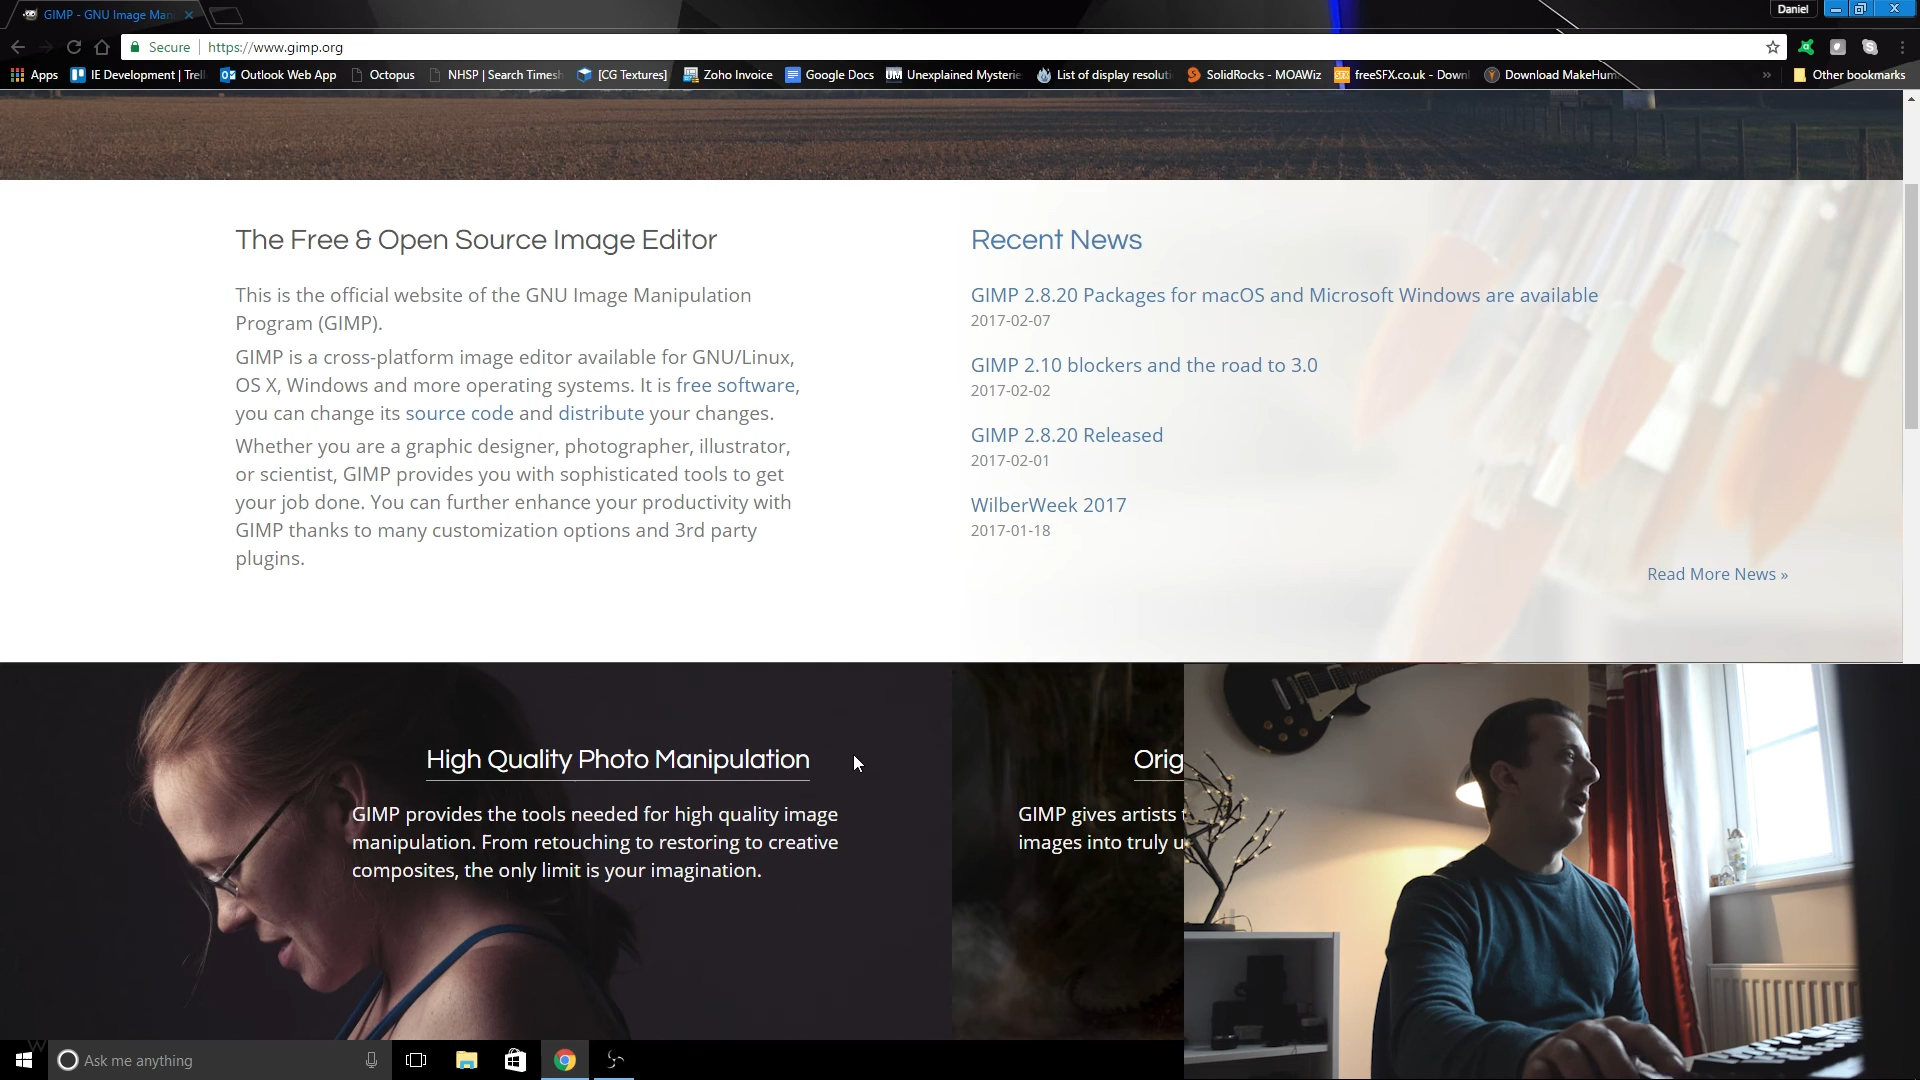 GIMP - GNU Image Man
Daniel
Secure
https://www.gimp.org
Apps
IE Development | Trell
Outlook Web App
Octopus
NHSP | Search Timesh
[CG Textures]
Zoho Invoice
Google Docs
Unexplained Mysterie
List of display resoluti
SolidRocks - MOAWiz
freeSFX.co.uk - Downl
Download MakeHum
»
Other bookmarks
The Free & Open Source Image Editor
This is the official website of the GNU Image Manipulation
Program (GIMP).
GIMP is a cross-platform image editor available for GNU/Linux,
OS X, Windows and more operating systems. It is free software,
you can change its source code and distribute your changes.
Whether you are a graphic designer, photographer, illustrator,
or scientist, GIMP provides you with sophisticated tools to get
your job done. You can further enhance your productivity with
GIMP thanks to many customization options and 3rd party
plugins.
Recent News
GIMP 2.8.20 Packages for macOS and Microsoft Windows are available
2017-02-07
GIMP 2.10 blockers and the road to 3.0
2017-02-02
GIMP 2.8.20 Released
2017-02-01
WilberWeek 2017
2017-01-18
Read More News »
High Quality Photo Manipulation
GIMP provides the tools needed for high quality image
manipulation. From retouching to restoring to creative
composites, the only limit is your imagination.
Orig
GIMP gives artists
images into truly u
Ask me anything